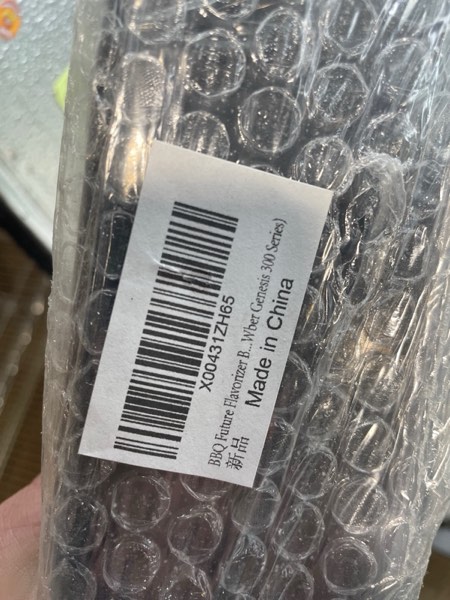 X00431ZH65
BBQ Future Flavorizer B...Wber Genesis 300 Series)
新品
Made in China